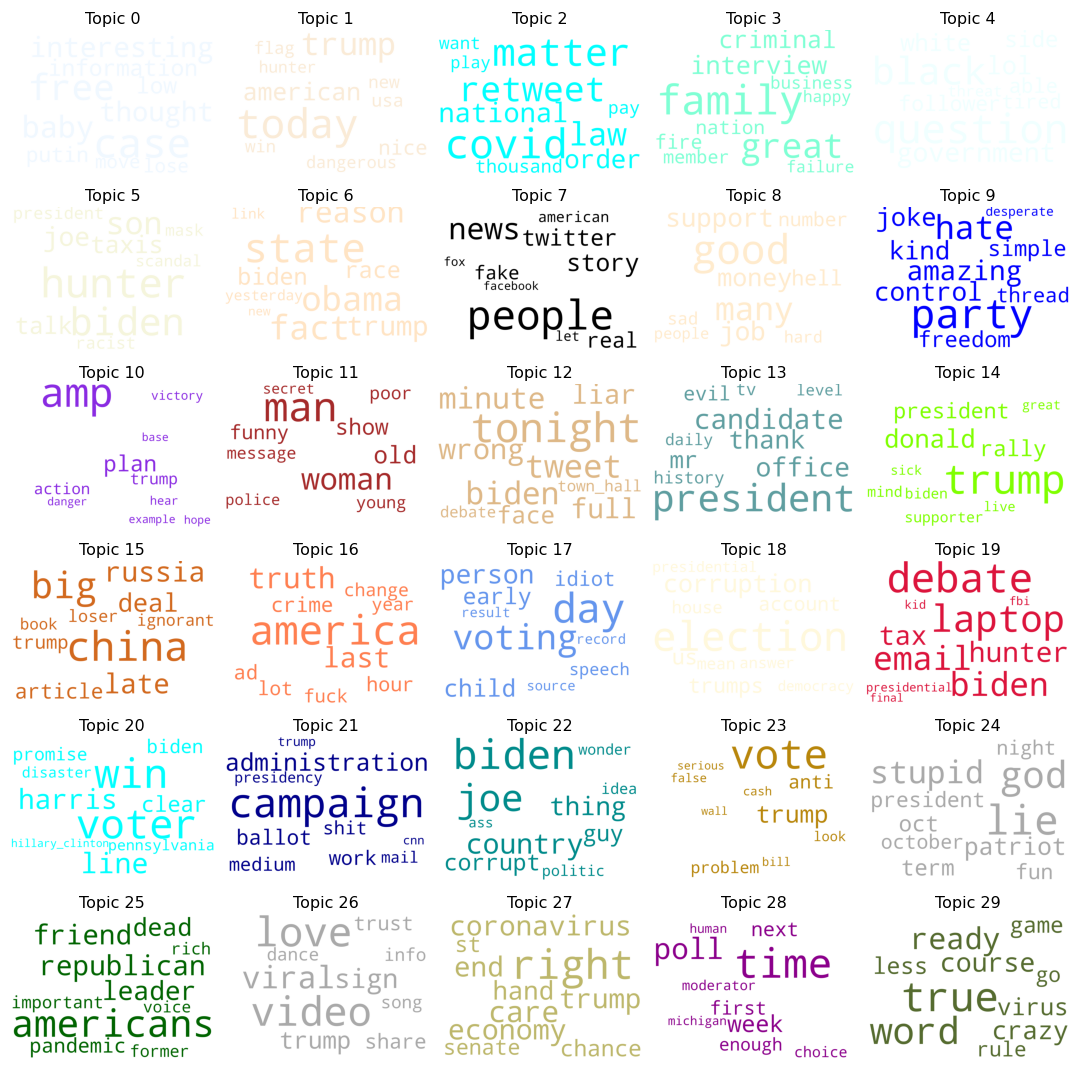 Topic 0
interesting
information
free
low
thought
baby
case
putin
move
lose
Topic 1
flag
trump
hunter
american
new
usa
today
win
nice
dangerous
Topic 2
want
matter
play
retweet
national
pay
covid
law
order
thousand
Topic 3
criminal
interview
business
family
happy
nation
fire
great
member
failure
Topic 4
white
side
black
lot
able
follower
question
government
Topic 5
president
son
mask
joe
taxis
scandal
hunter
talk
biden
racist
Topic 6
link
reason
state
biden
race
yesterday
obama
new
fact
trump
Topic 7
american
news
twitter
story
fox
fake
facebook
people
let
real
Topic 8
support
number
good
money
hell
many
sad
job
people
hard
Topic 9
joke
desperate
hate
kind
simple
amazing
control
thread
party
freedom
Topic 10
amp
victory
base
plan
trump
action
danger
hear
example
hope
Topic 11
secret
poor
man
funny
show
message
old
woman
police
young
Topic 12
minute
liar
tonight
wrong
tweet
biden
town_hall
debate
face
full
Topic 13
evil
tv
level
candidate
daily
thank
mr
office
history
president
Topic 14
president
great
donald
rally
sick
trump
mind
biden
live
supporter
Topic 15
big
russia
deal
book
loser
ignorant
trump
china
article
late
Topic 16
truth
change
crime
year
america
last
ad
lot
fuck
hour
Topic 17
person
idiot
early
day
result
voting
record
speech
child
source
Topic 18
presidential
corruption
house
account
election
us
mean
answer
trumps
democracy
Topic 19
debate
kid
fbi
laptop
tax
email
hunter
presidential
biden
final
Topic 20
promise
biden
disaster
win
harris
clear
voter
hillary_clinton
pennsylvania
line
Topic 21
trump
administration
presidency
campaign
ballot
shit
cnn
medium
work
mail
Topic 22
biden
wonder
joe
idea
thing
ass
country
guy
corrupt
politic
Topic 23
vote
serious
false
anti
cash
wall
trump
look
problem
bill
Topic 24
night
stupid
god
president
lie
oct
october
patriot
term
fun
Topic 25
friend
dead
rich
republican
leader
important
voice
americans
pandemic
former
Topic 26
love
trust
dance
info
viral
sign
video
song
trump
share
Topic 27
coronavirus
st
right
end
hand
trump
care
economy
senate
chance
Topic 28
human
next
poll
time
moderator
first
michigan
week
enough
choice
Topic 29
game
ready
less
course
go
true
virus
word
crazy
rule